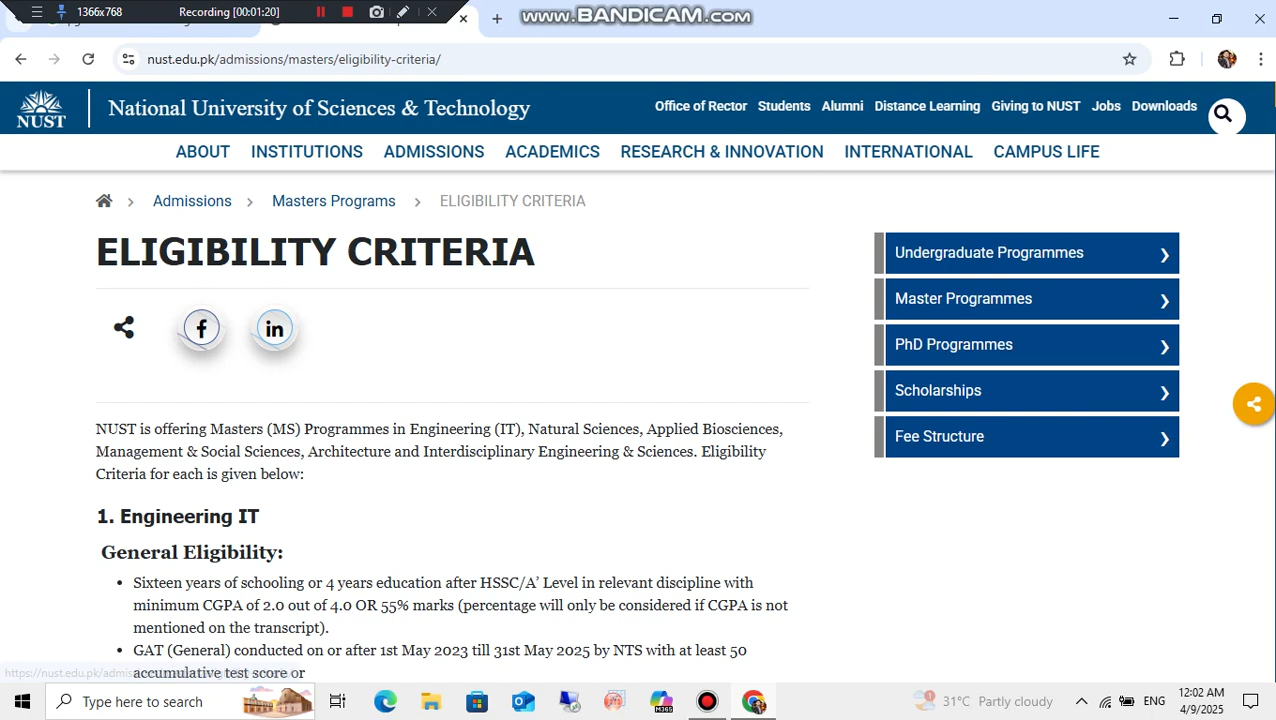 1366x768
Recording [00:01:20]
www.BANDICAM.com
nust.edu.pk/admissions/masters/eligibility-criteria/
NUST
National University of Sciences & Technology
Office of Rector Students Alumni Distance Learning Giving to NUST Jobs Downloads
ABOUT INSTITUTIONS ADMISSIONS ACADEMICS RESEARCH & INNOVATION INTERNATIONAL CAMPUS LIFE
Admissions Masters Programs ELIGIBILITY CRITERIA
ELIGIBILITY CRITERIA
Undergraduate Programmes
Master Programmes
PhD Programmes
Scholarships
Fee Structure
NUST is offering Masters (MS) Programmes in Engineering (IT), Natural Sciences, Applied Biosciences,
Management & Social Sciences, Architecture and Interdisciplinary Engineering & Sciences. Eligibility
Criteria for each is given below:
1. Engineering IT
General Eligibility:
Sixteen years of schooling or 4 years education after HSSC/A’ Level in relevant discipline with
minimum CGPA of 2.0 out of 4.0 OR 55% marks (percentage will only be considered if CGPA is not
mentioned on the transcript).
GAT (General) conducted on or after 1st May 2023 till 31st May 2025 by NTS with at least 50
accumulative test score or
https://nust.edu.pk/admis
Type here to search
M365
31°C Partly cloudy
ENG
12:02 AM
4/9/2025